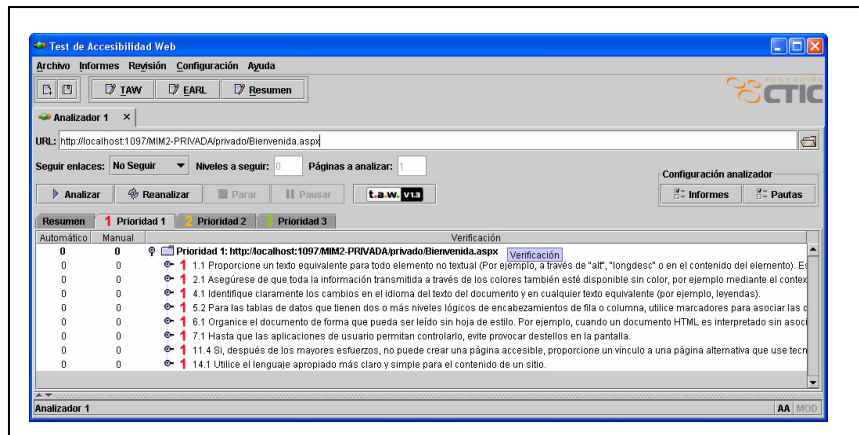 Test de Accesibilidad Web
Archivo Informes Revisión Configuración Ayuda
TAW EARL Resumen
FUNDACIÓN
CTIC
Analizador 1 ×
URL: http://localhost:1097/MIM2-PRIVADA/privado/Bienvenida.aspx
Seguir enlaces: No Seguir Niveles a seguir: 0 Páginas a analizar: 1
Configuración analizador
Analizar Reanalizar Parar Pausar t.a.w. V1.3 Informes Pautas
Resumen 1 Prioridad 1 2 Prioridad 2 3 Prioridad 3
Automático Manual Verificación
0 0 Prioridad 1: http://localhost:1097/MIM2-PRIVADA/privado/Bienvenida.aspx Verificación
0 0 1 1.1 Proporcione un texto equivalente para todo elemento no textual (Por ejemplo, a través de "alt", "longdesc" o en el contenido del elemento). Es
0 0 1 2.1 Asegúrese de que toda la información transmitida a través de los colores también esté disponible sin color, por ejemplo mediante el contex
0 0 1 4.1 Identifique claramente los cambios en el idioma del texto del documento y en cualquier texto equivalente (por ejemplo, leyendas).
0 0 1 5.2 Para las tablas de datos que tienen dos o más niveles lógicos de encabezamientos de fila o columna, utilice marcadores para asociar las c
0 0 1 6.1 Organice el documento de forma que pueda ser leído sin hoja de estilo. Por ejemplo, cuando un documento HTML es interpretado sin asoci
0 0 1 7.1 Hasta que las aplicaciones de usuario permitan controlarlo, evite provocar destellos en la pantalla.
0 0 1 11.4 Si, después de los mayores esfuerzos, no puede crear una página accesible, proporcione un vínculo a una página alternativa que use tecn
0 0 1 14.1 Utilice el lenguaje apropiado más claro y simple para el contenido de un sitio.
Analizador 1 AA MOD